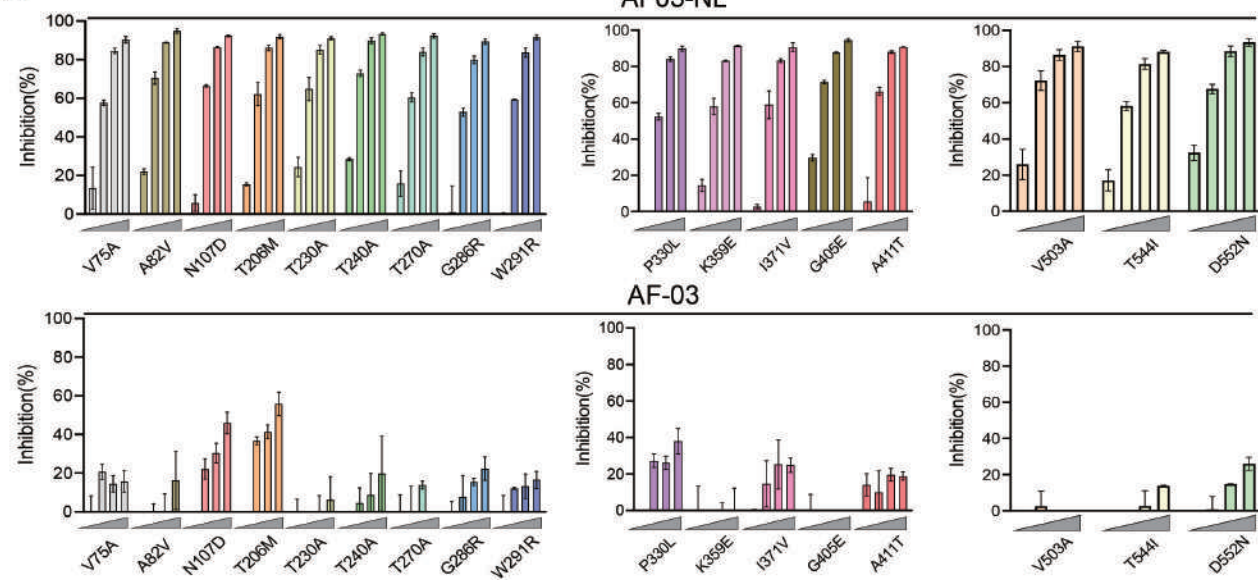 AF03-NL
Inhibition(%)
100
80
60
40
20
0
V75A
A82V
N107D
T206M
T230A
T240A
T270A
G286R
W291R
Inhibition(%)
100
80
60
40
20
0
P330L
K359E
I371V
G405E
A411T
Inhibition(%)
100
80
60
40
20
0
V503A
T544I
D552N
AF-03
Inhibition(%)
100
80
60
40
20
0
V75A
A82V
N107D
T206M
T230A
T240A
T270A
G286R
W291R
Inhibition(%)
100
80
60
40
20
0
P330L
K359E
I371V
G405E
A411T
Inhibition(%)
100
80
60
40
20
0
V503A
T544I
D552N